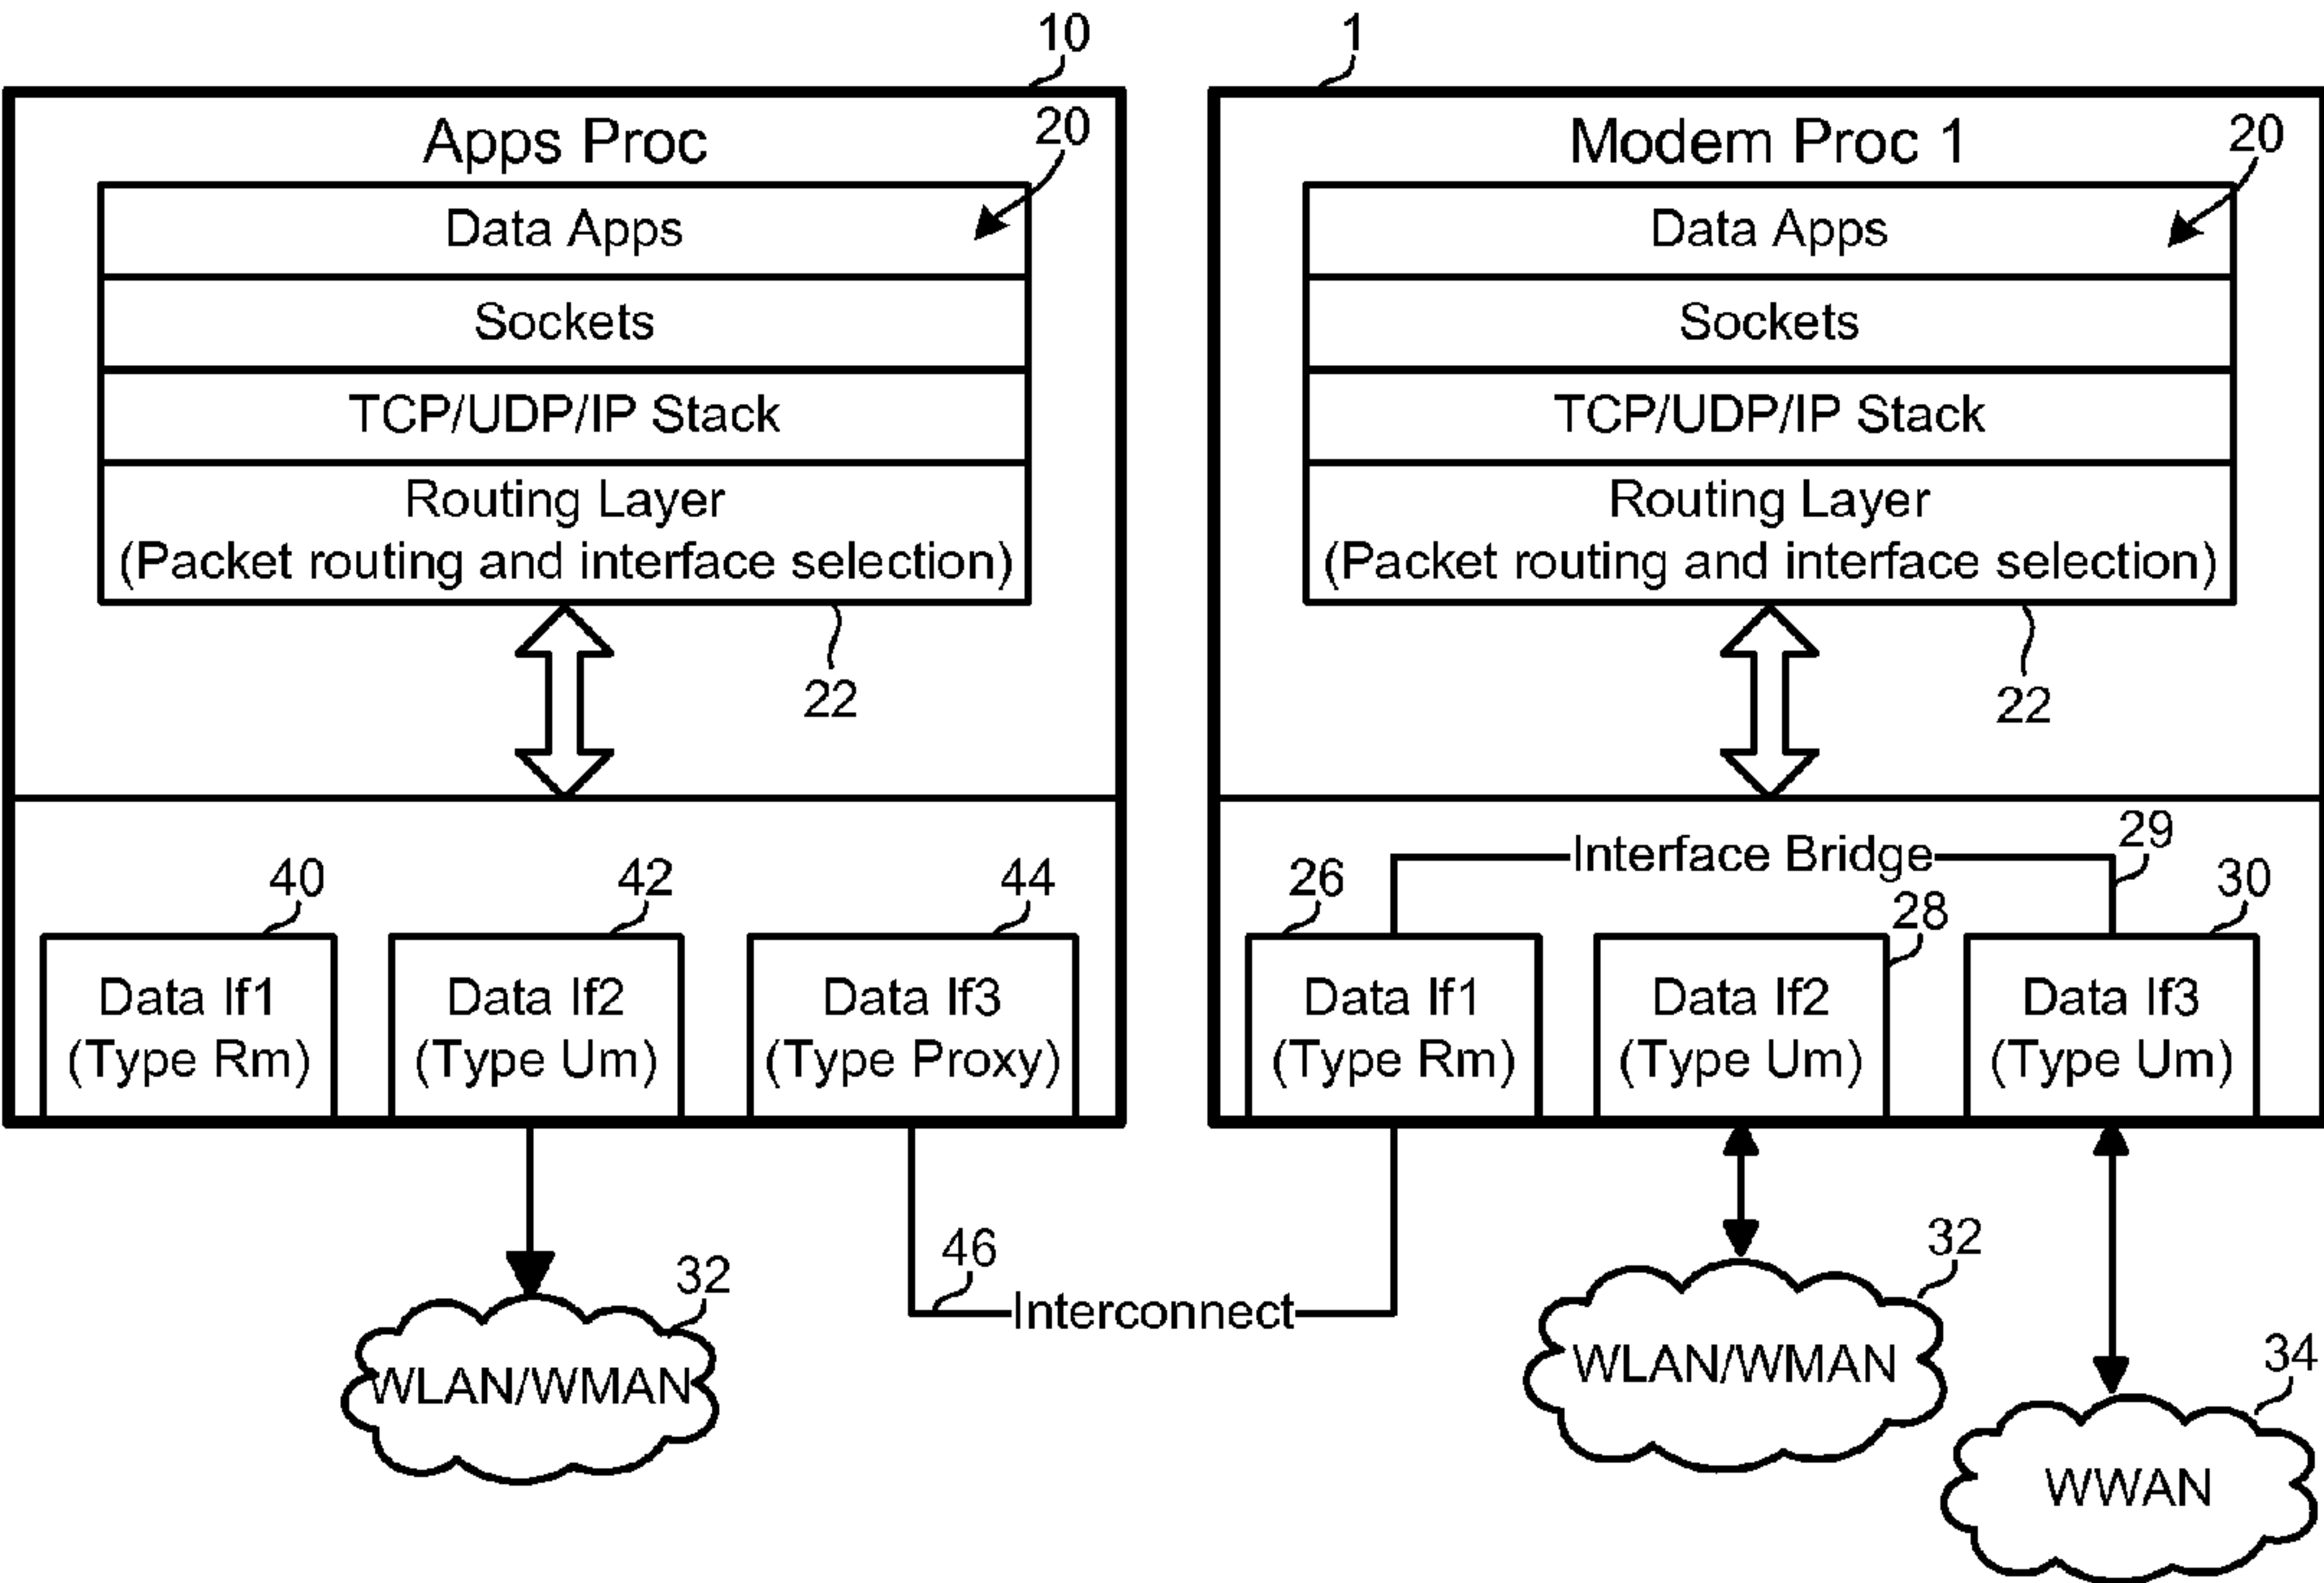 10
1
Apps Proc
20
Data Apps
Sockets
TCP/UDP/IP Stack
Routing Layer
(Packet routing and interface selection)
22
Modem Proc 1
20
Data Apps
Sockets
TCP/UDP/IP Stack
Routing Layer
(Packet routing and interface selection)
22
40
42
44
Data If1
(Type Rm)
Data If2
(Type Um)
Data If3
(Type Proxy)
Interface Bridge
29
26
28
30
Data If1
(Type Rm)
Data If2
(Type Um)
Data If3
(Type Um)
32
WLAN/WMAN
46
Interconnect
32
WLAN/WMAN
34
WWAN